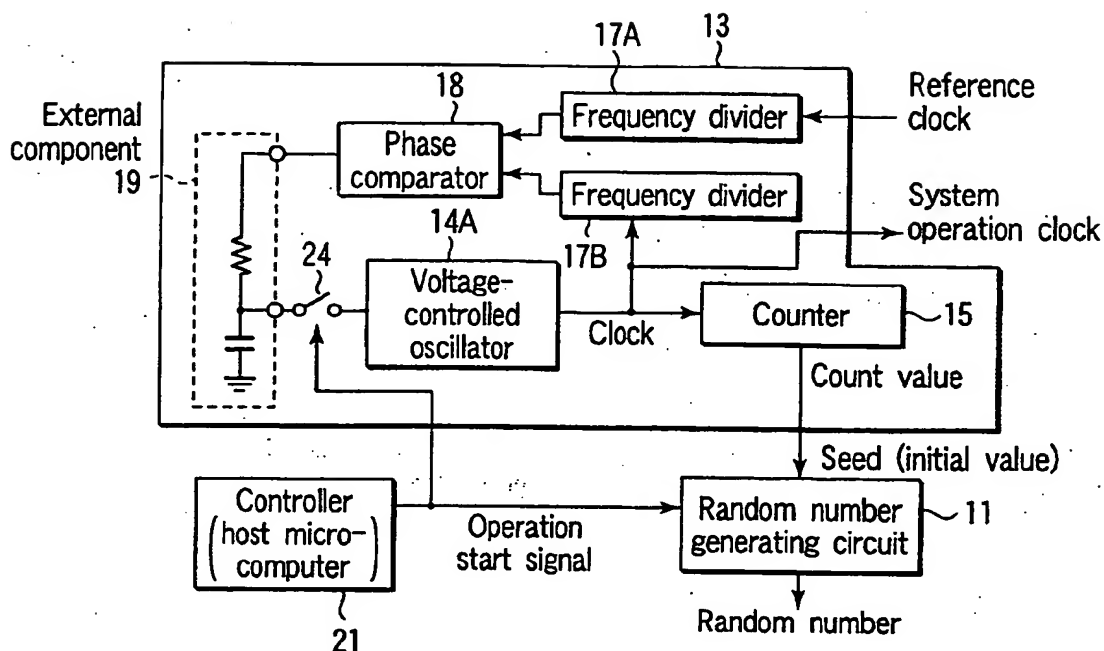 17A
13
18
Frequency divider
Reference
clock
External
component
19
Phase
comparator
Frequency divider
System
operation clock
17B
14A
24
Voltage-
controlled
oscillator
Clock
Counter
15
Count value
Seed (initial value)
Controller
(host micro-
computer)
21
Operation
start signal
Random number
generating circuit
11
Random number